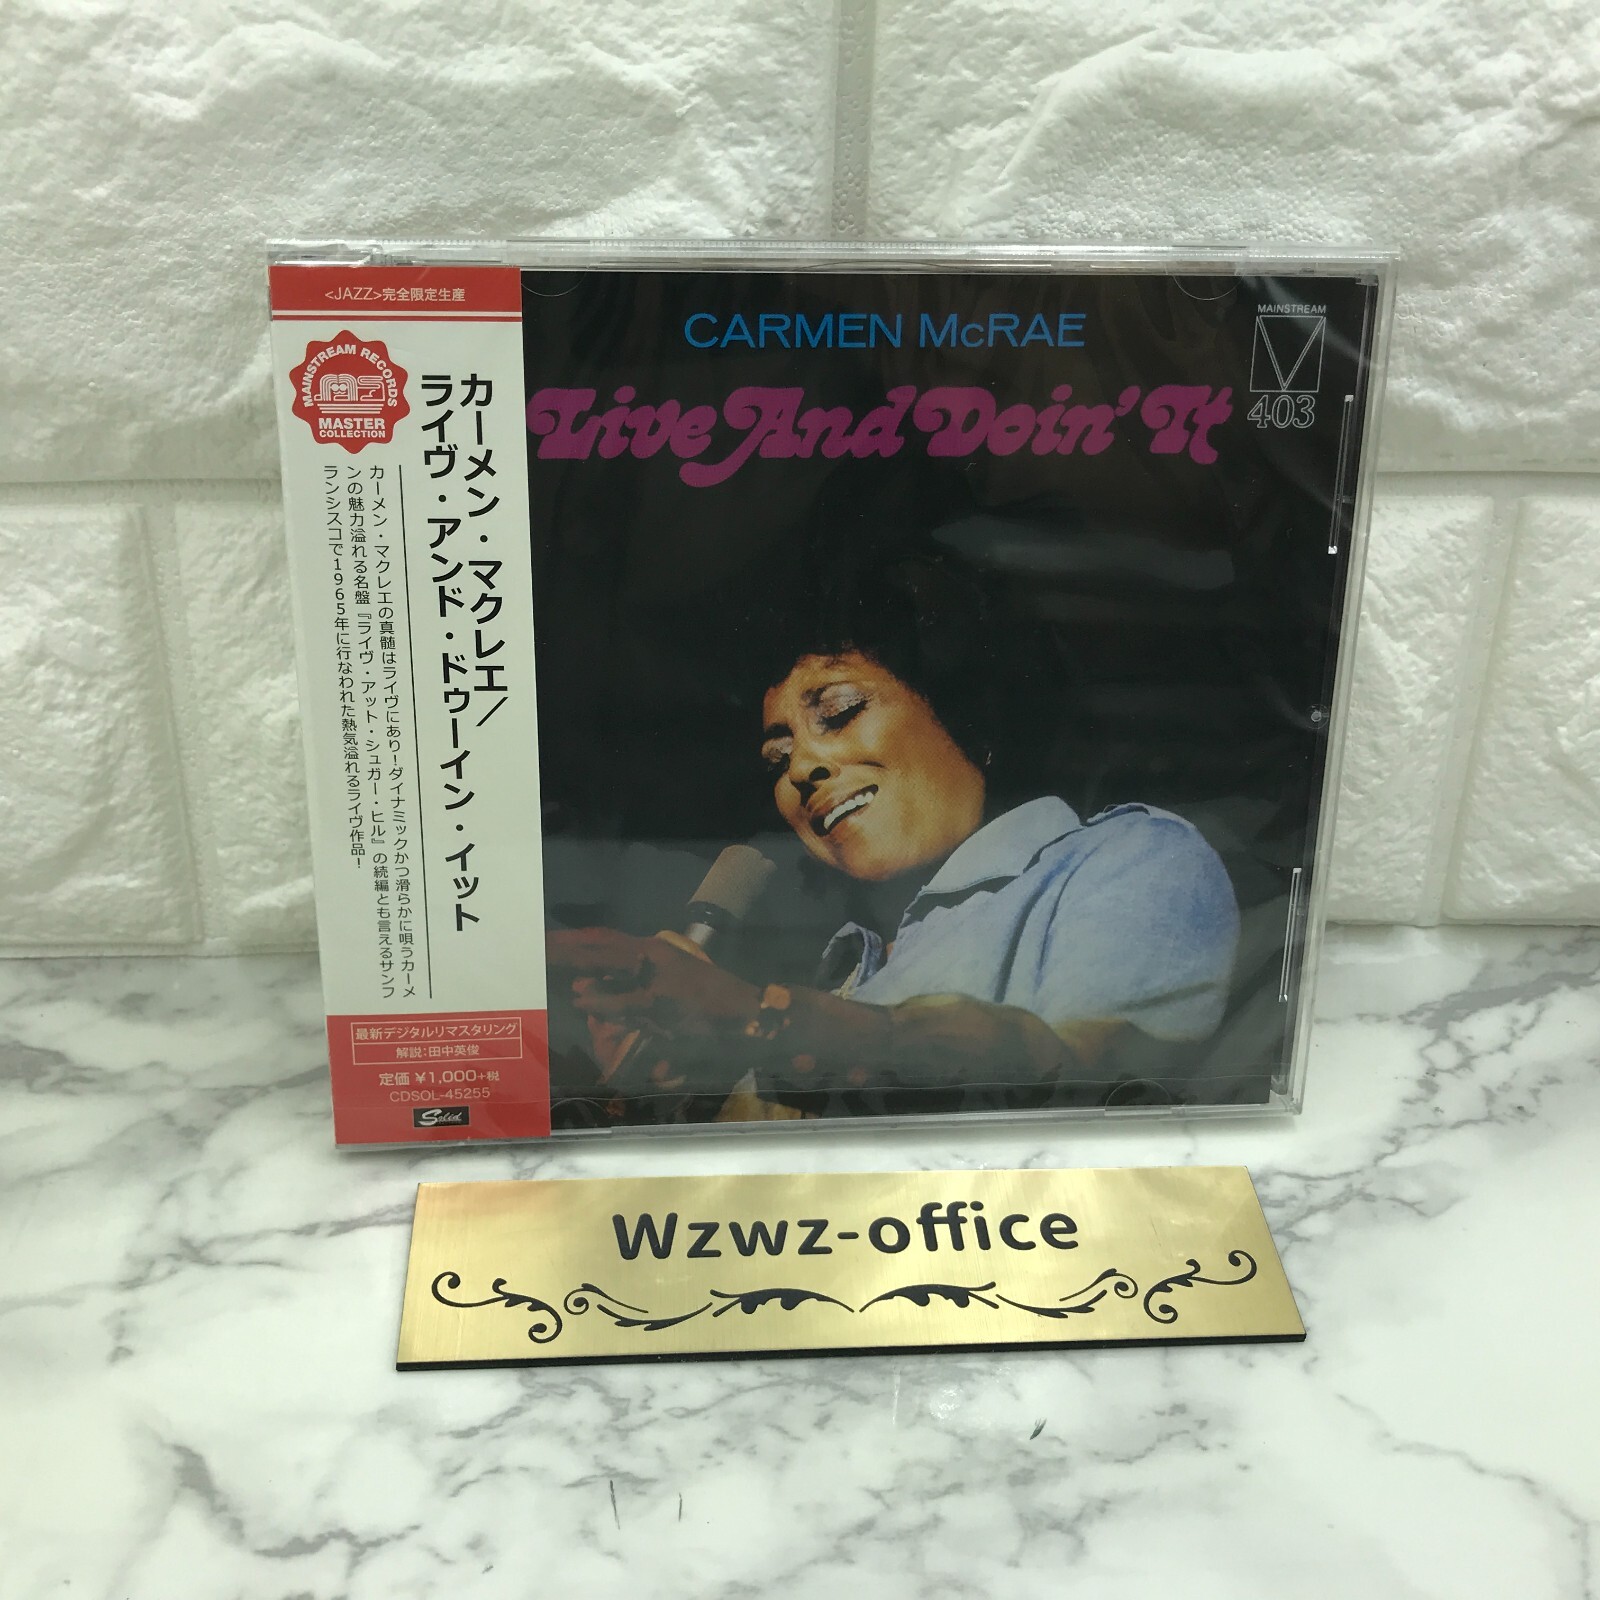 <JAZZ>完全限定生産
MAINSTREAM RECORDS
MASTER
COLLECTION
カーメン・マクレエ/
ライヴ・アンド・ドゥーイン・イット
カーメン・マクレエの真髄はライヴにあり!ダイナミックかつ滑らかに唄うカーメ
ンの魅力溢れる名盤『ライヴ・アット・シュガー・ヒル』の続編とも言えるサンフ
ランシスコで1965年に行なわれた熱気溢れるライヴ作品!
最新デジタルリマスタリング
解説:田中英俊
定価 ¥1,000+税
CDSOL-45255
Solid
CARMEN McRAE
Live And Doin' It
MAINSTREAM
403
Wzwz-office